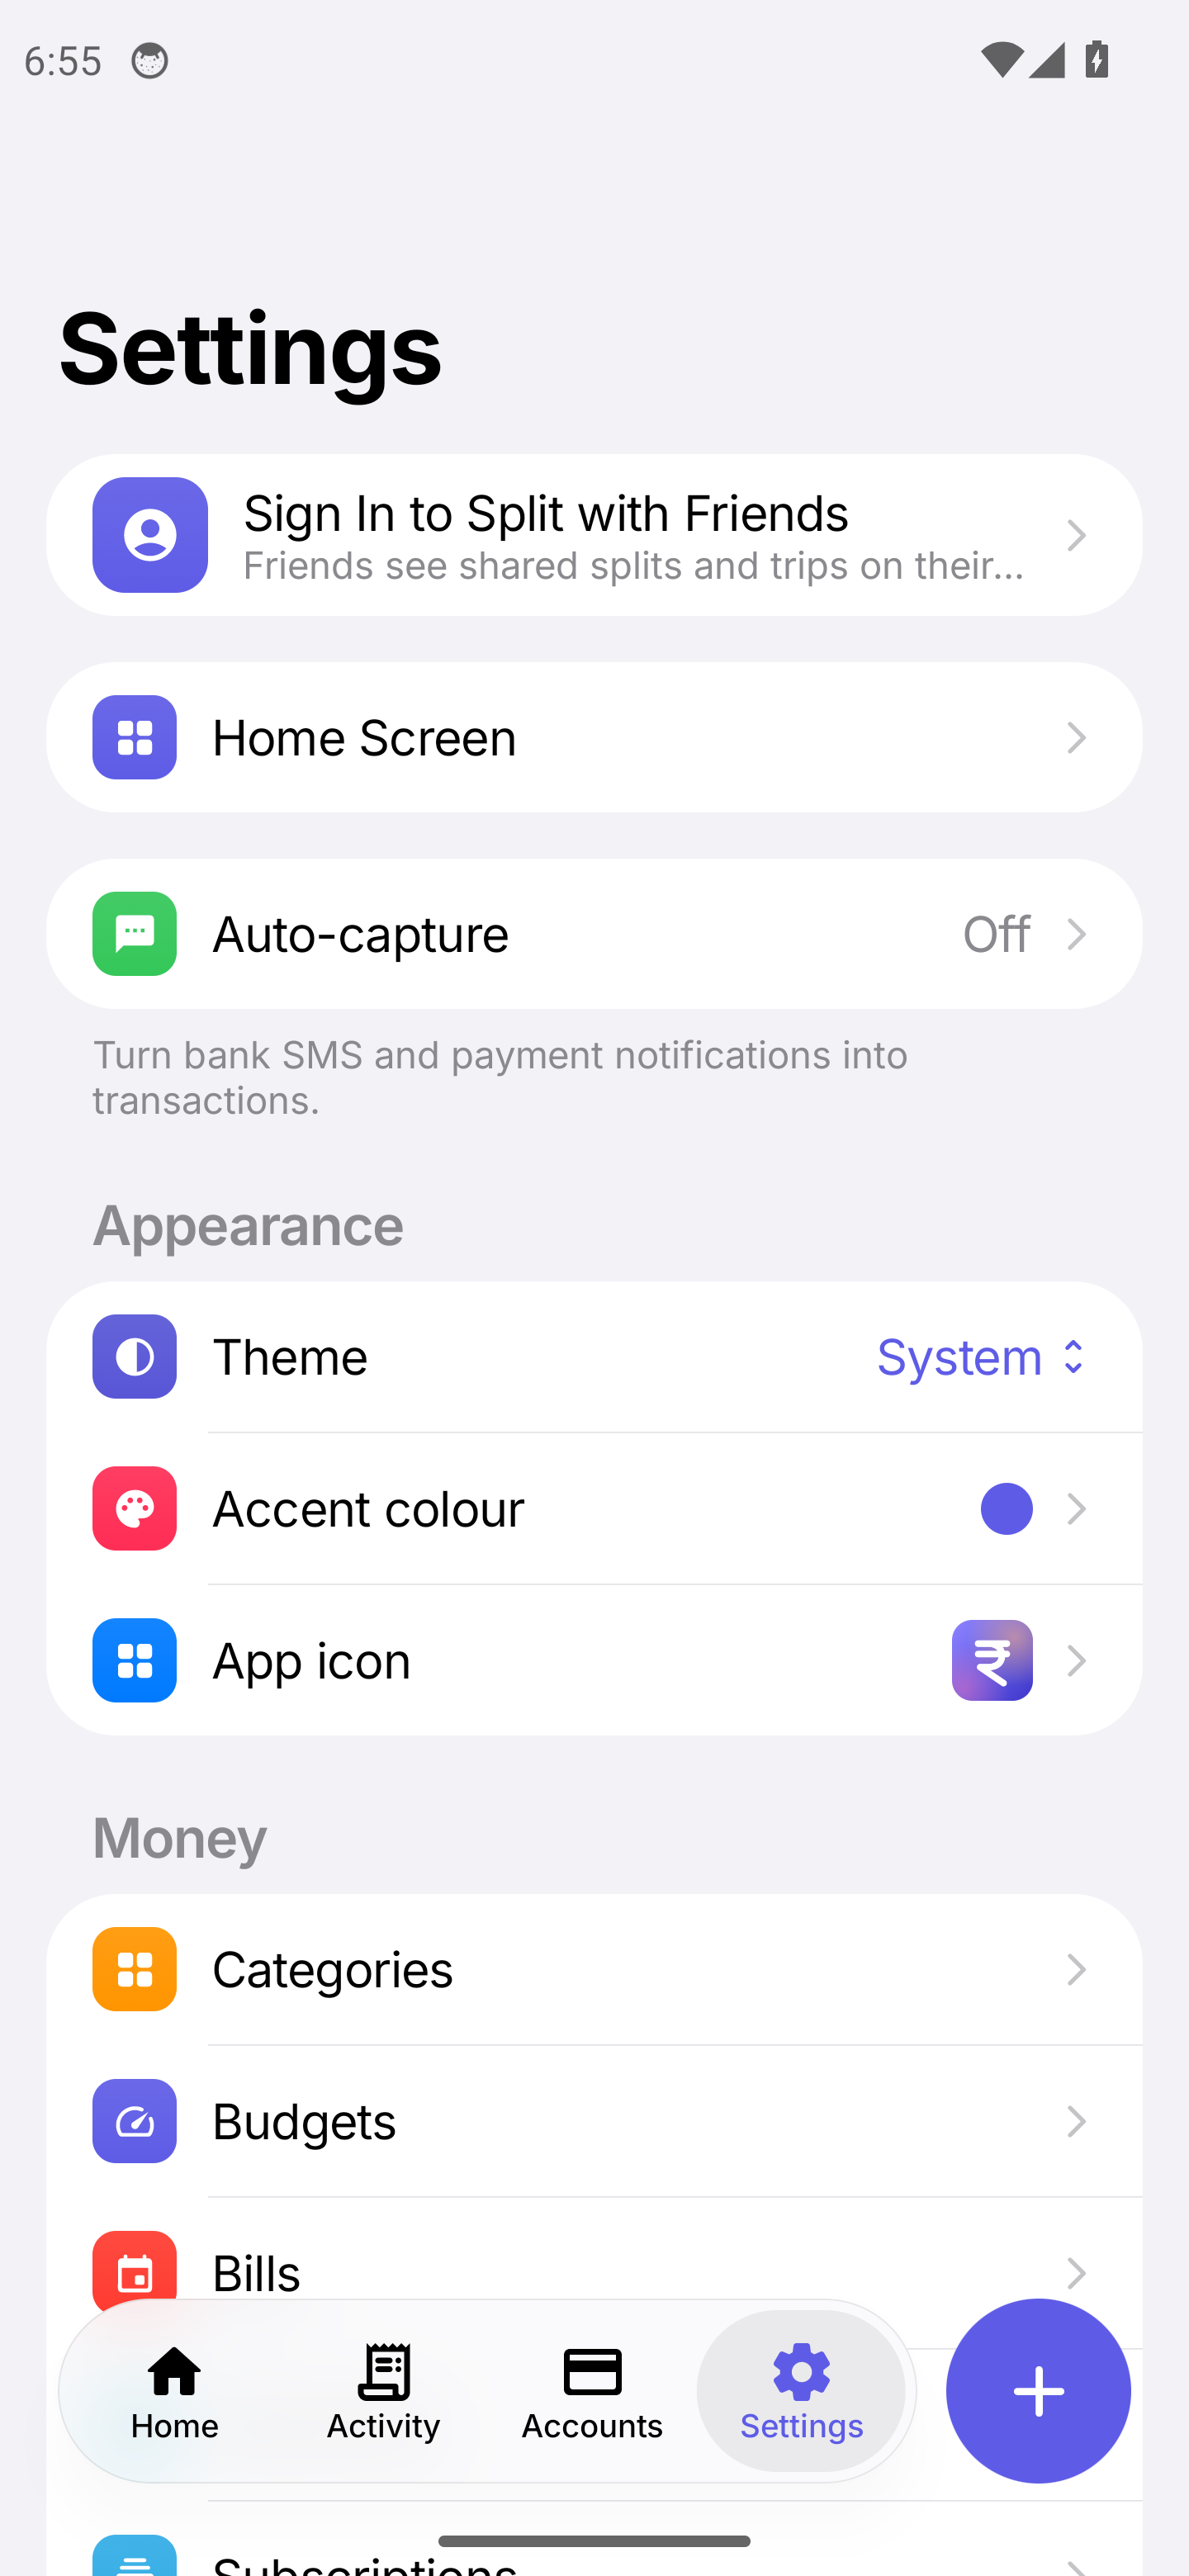 6:55
Settings
Sign In to Split with Friends
Friends see shared splits and trips on their...
Home Screen
Auto-capture
Off
Turn bank SMS and payment notifications into
transactions.
Appearance
Theme
System
Accent colour
App icon
₹
Money
Categories
Budgets
Bills
Home
Activity
Accounts
Settings
Subscriptions